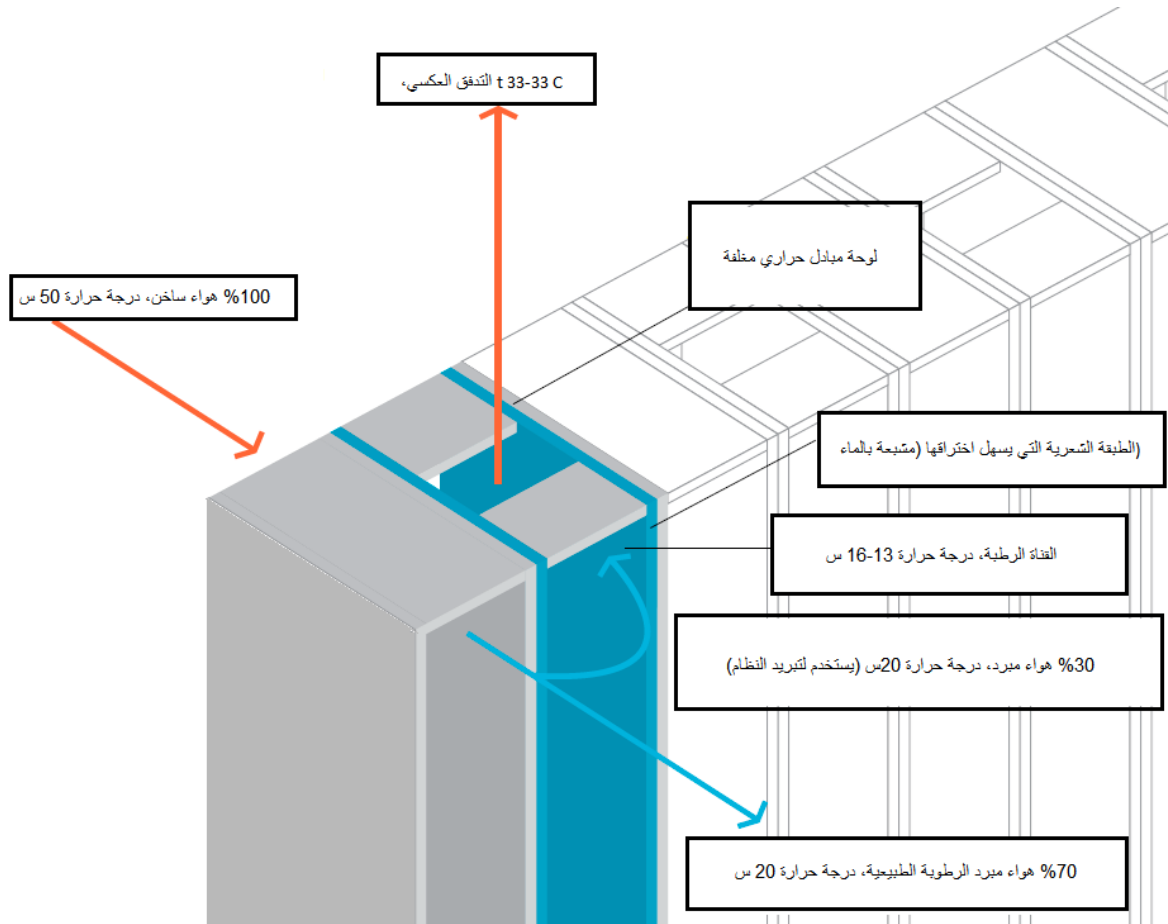 t 33-33 C التدفق العكسي،
لوحة مبادل حراري مغلفة
%100 هواء ساخن، درجة حرارة 50 س
الطبقة الشعرية التي يسهل اختراقها (مشبعة بالماء)
القناة الرطبة، درجة حرارة 13-16 س
%30 هواء مبرد، درجة حرارة 20س (يستخدم لتبريد النظام)
%70 هواء مبرد الرطوبة الطبيعية، درجة حرارة 20 س